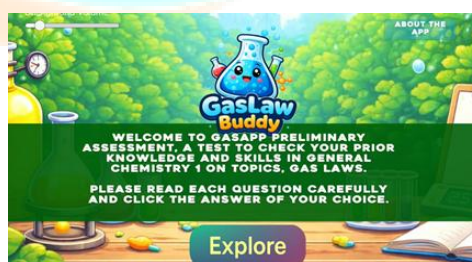 ABOUT THE
APP
GasLaw
Buddy
WELCOME TO GASAPP PRELIMINARY
ASSESSMENT, A TEST TO CHECK YOUR PRIOR
KNOWLEDGE AND SKILLS IN GENERAL
CHEMISTRY 1 ON TOPICS, GAS LAWS.
PLEASE READ EACH QUESTION CAREFULLY
AND CLICK THE ANSWER OF YOUR CHOICE.
Explore